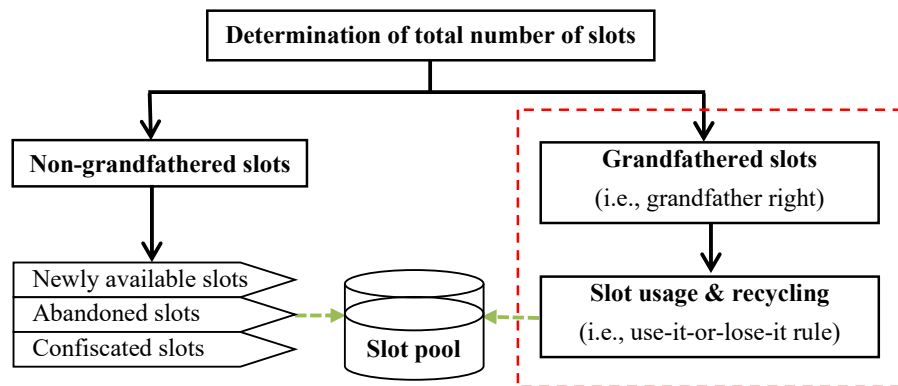 Determination of total number of slots
Non-grandfathered slots
Grandfathered slots
(i.e., grandfather right)
Newly available slots
Abandoned slots
Confiscated slots
Slot pool
Slot usage & recycling
(i.e., use-it-or-lose-it rule)